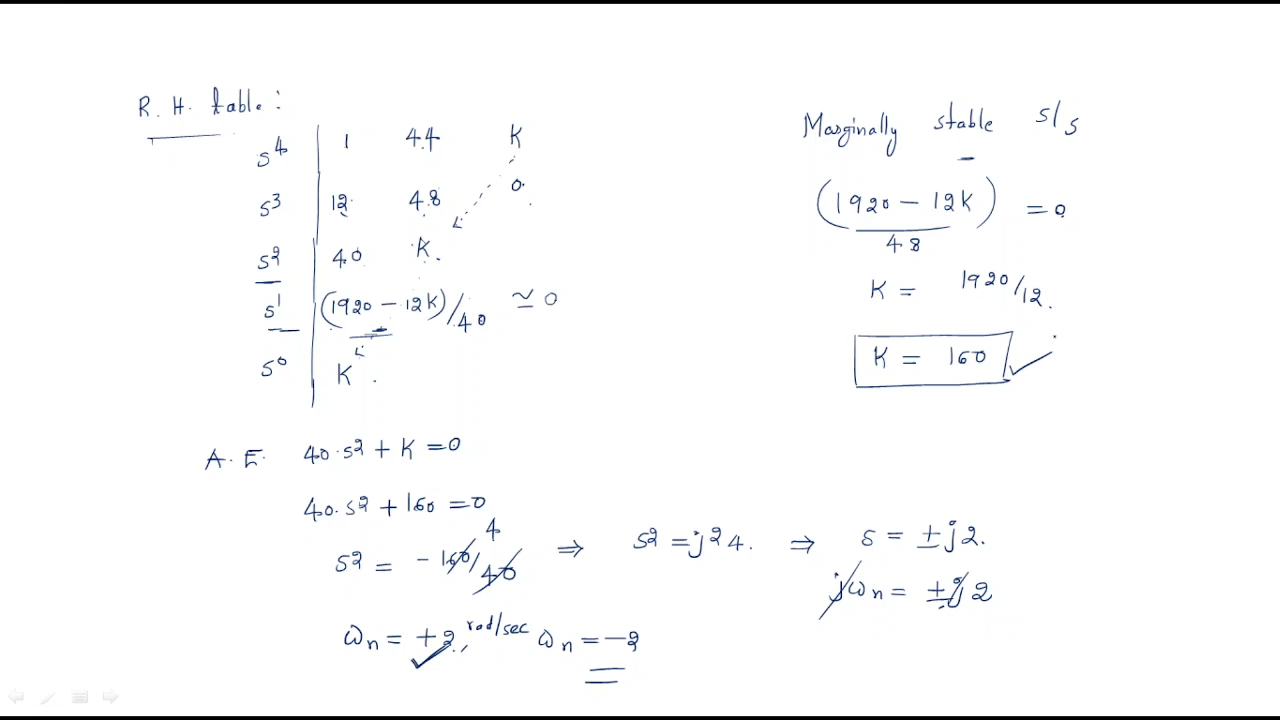 R. H. table:
s⁴ | 1 44 K
s³ | 12 48 0
s² | 40 K
s¹ | (1920 − 12K)/40 ≃ 0
s⁰ | K
Marginally stable s/s
(1920 − 12K) = 0
48
K = 1920/12
K = 160 ✓
A.E. 40·s² + K = 0
40·s² + 160 = 0
4
s² = −160/40 ⇒ s² = j²4. ⇒ s = ±j2.
jωn = ±j2
ωn = +2 rad/sec ωn = −2